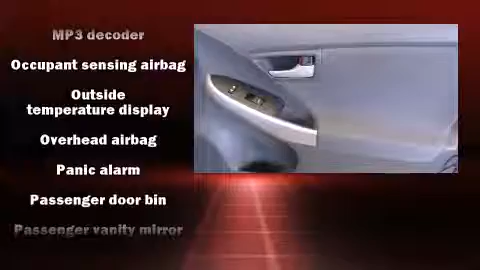 MP3 decoder
Occupant sensing airbag
Outside
temperature display
Overhead airbag
Panic alarm
Passenger door bin
Passenger vanity mirror